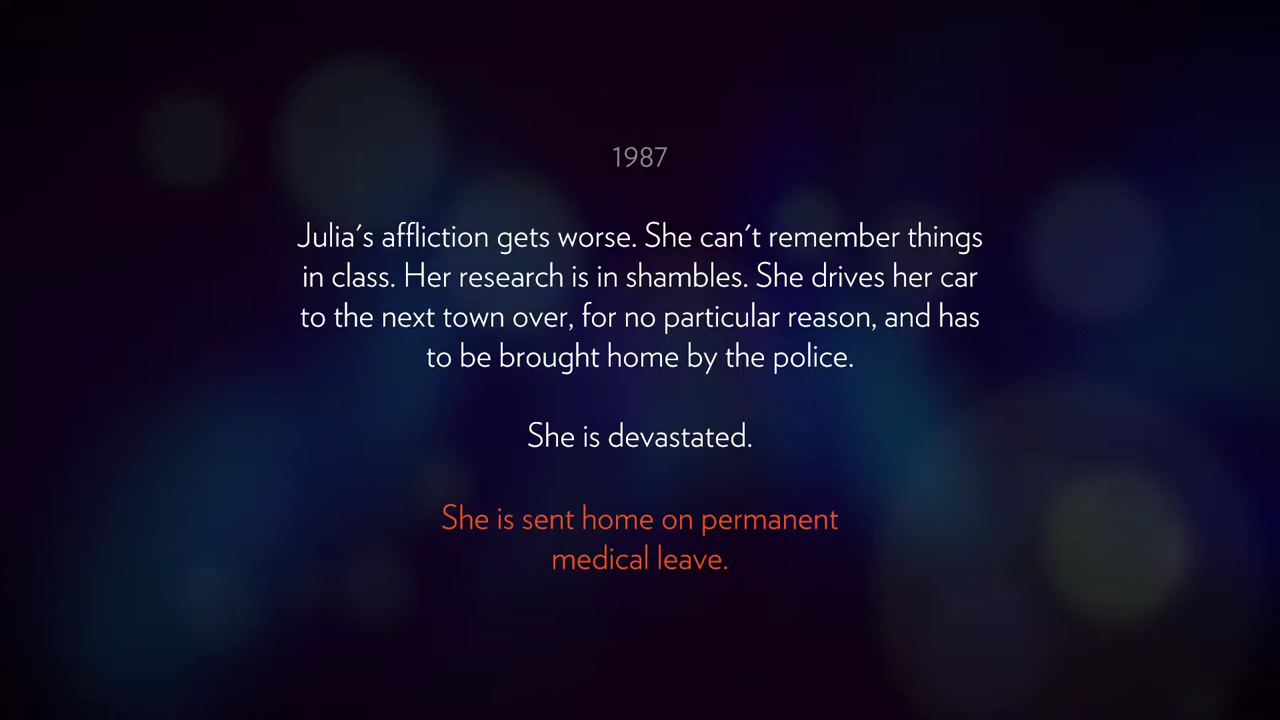 1987
Julia's affliction gets worse. She can't remember things
in class. Her research is in shambles. She drives her car
to the next town over, for no particular reason, and has
to be brought home by the police.
She is devastated.
She is sent home on permanent
medical leave.